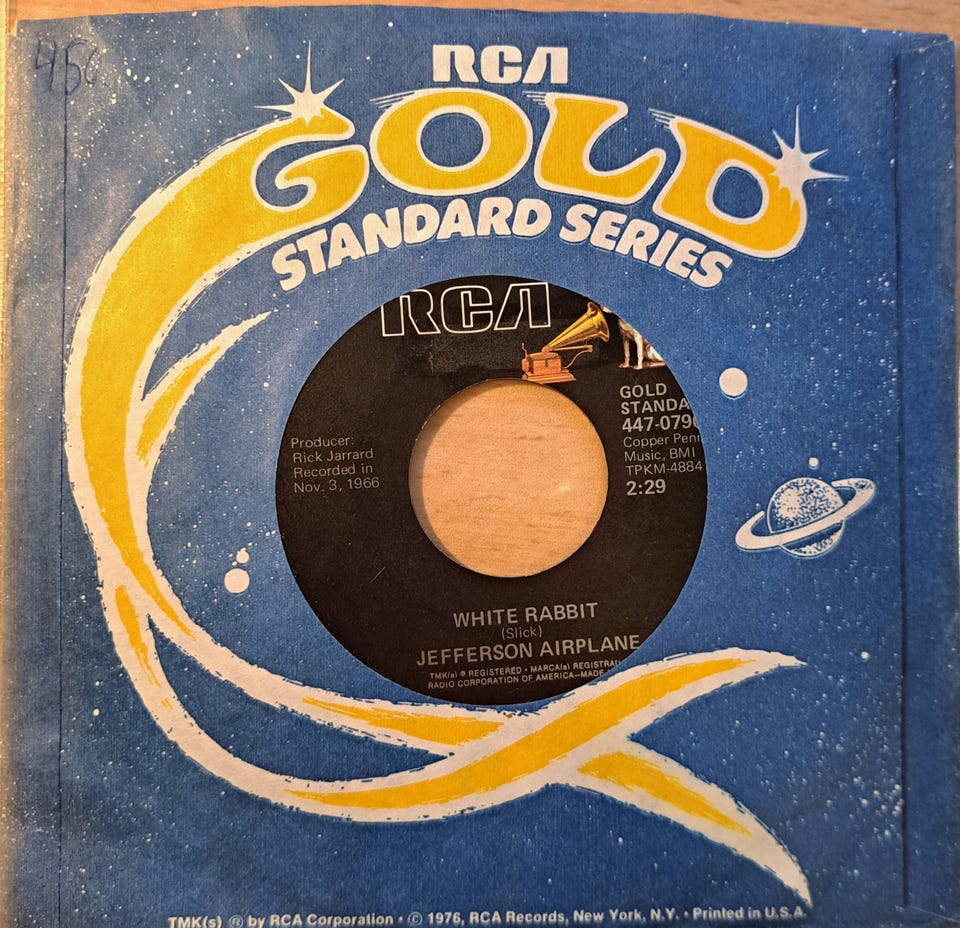 45c
RCA
GOLD
STANDARD SERIES
RCA
GOLD
STANDA
447-079
Copper Pen
Music, BMI
TPKM-4884
2:29
Producer:
Rick Jarrard
Recorded in
Nov. 3, 1966
WHITE RABBIT
(Slick)
JEFFERSON AIRPLANE
TMK(s) ® REGISTERED • MARCA(s) REGISTRA
RADIO CORPORATION OF AMERICA—MADE
TMK(s) ® by RCA Corporation • © 1976, RCA Records, New York, N.Y. • Printed in U.S.A.